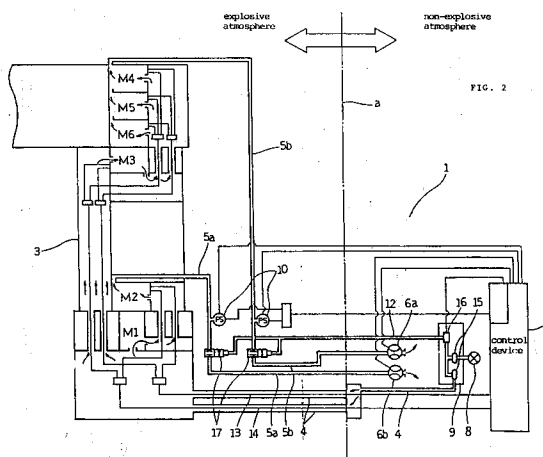 explosive
atmosphere
non-explosive
atmosphere
FIG. 2
a
M4
M5
M6
M3
5b
1
3
5a
10
PS
PS
12
6a
16
15
M2
M1
control
device
17
13
14
5b
5a
6b
4
9
8
4